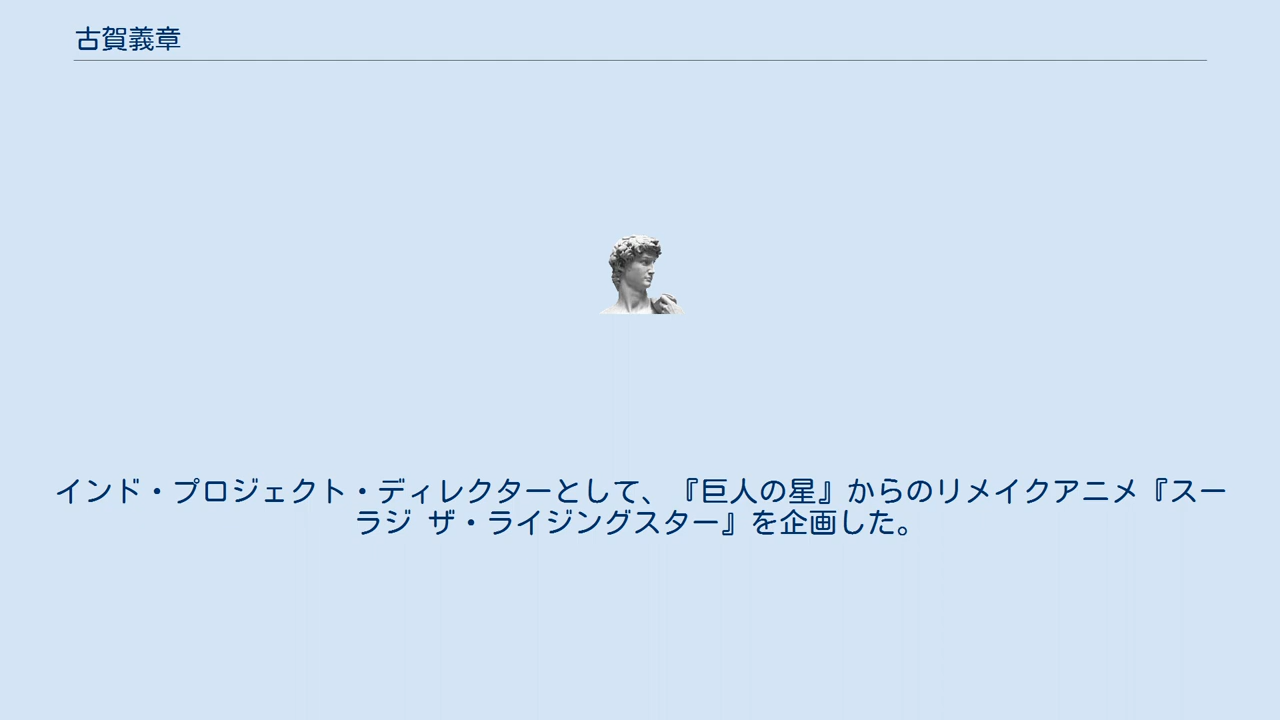 古賀義章
インド・プロジェクト・ディレクターとして、『巨人の星』からのリメイクアニメ『スー
ラジ ザ・ライジングスター』を企画した。